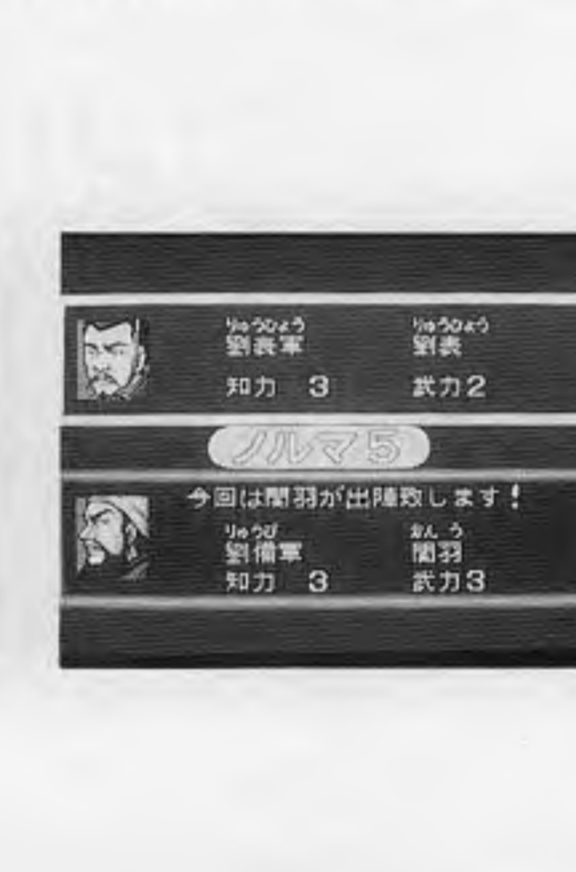 りゅうひょう りゅうひょう
劉表軍 劉表
知力 3 武力2
ノルマ5
今回は関羽が出陣致します!
りゅうび かん う
劉備軍 関羽
知力 3 武力3